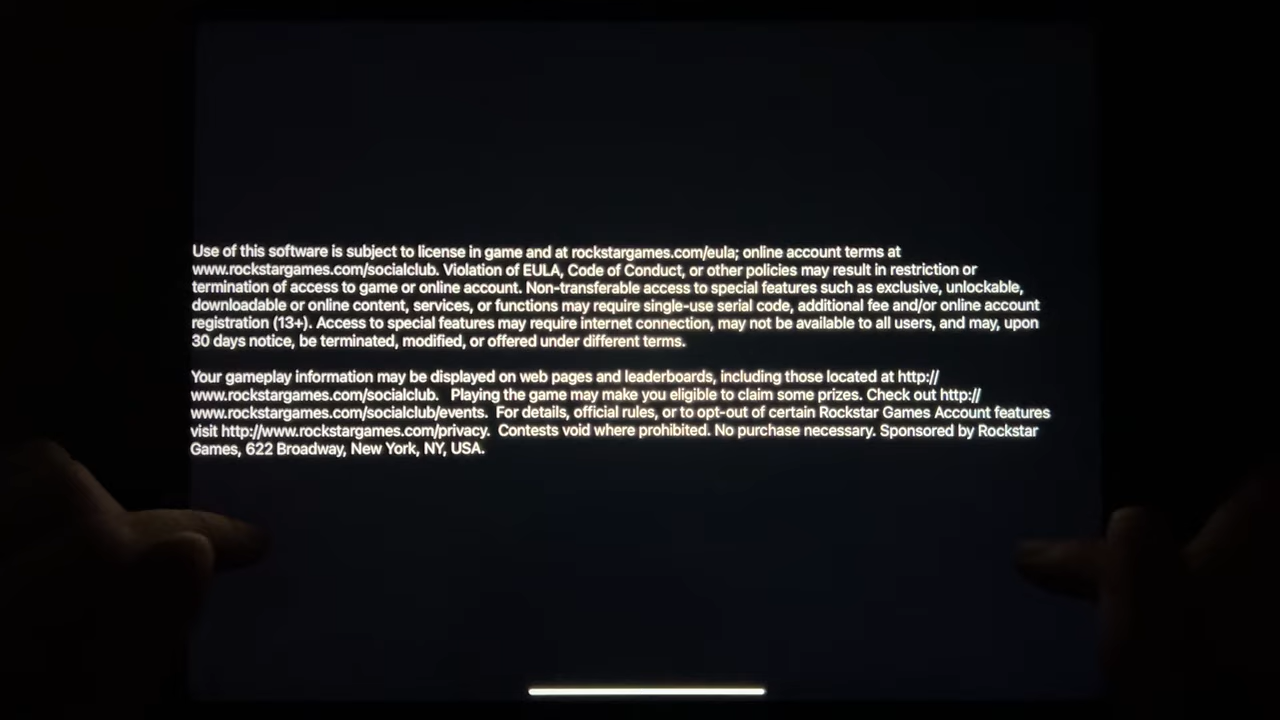 Use of this software is subject to license in game and at rockstargames.com/eula; online account terms at
www.rockstargames.com/socialclub. Violation of EULA, Code of Conduct, or other policies may result in restriction or
termination of access to game or online account. Non-transferable access to special features such as exclusive, unlockable,
downloadable or online content, services, or functions may require single-use serial code, additional fee and/or online account
registration (13+). Access to special features may require internet connection, may not be available to all users, and may, upon
30 days notice, be terminated, modified, or offered under different terms.
Your gameplay information may be displayed on web pages and leaderboards, including those located at http://
www.rockstargames.com/socialclub.   Playing the game may make you eligible to claim some prizes. Check out http://
www.rockstargames.com/socialclub/events.  For details, official rules, or to opt-out of certain Rockstar Games Account features
visit http://www.rockstargames.com/privacy.  Contests void where prohibited. No purchase necessary. Sponsored by Rockstar
Games, 622 Broadway, New York, NY, USA.